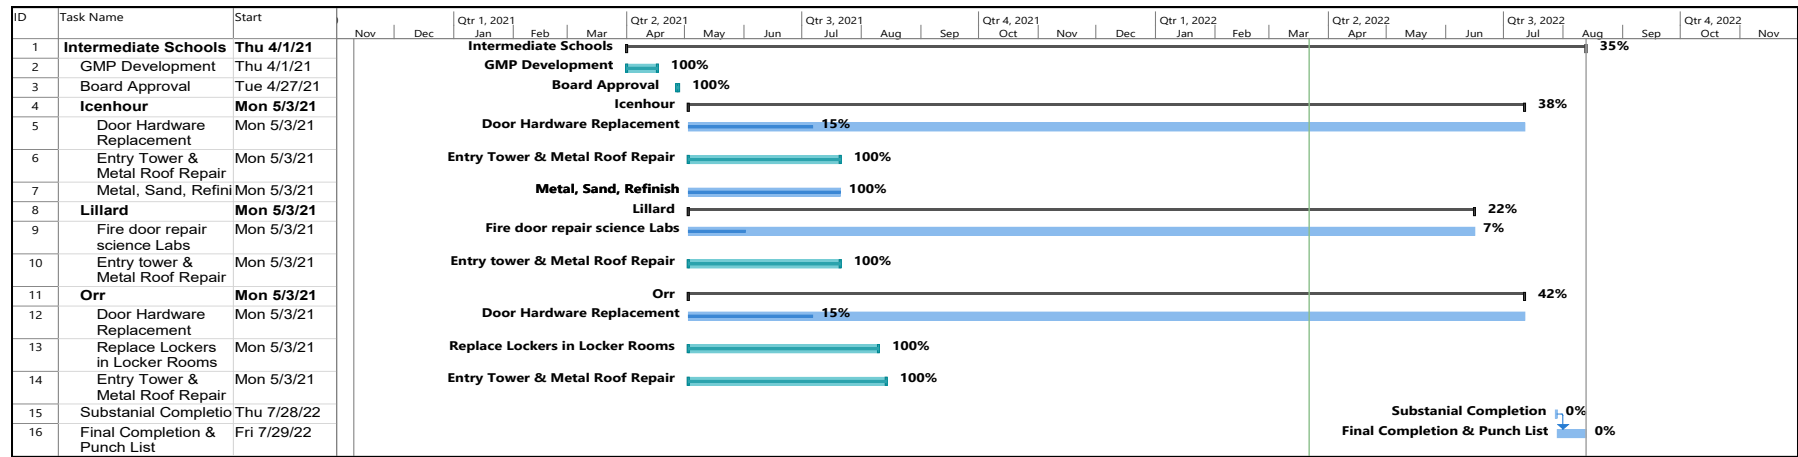 ID Task Name Start Qtr 1, 2021 Qtr 2, 2021 Qtr 3, 2021 Qtr 4, 2021 Qtr 1, 2022 Qtr 2, 2022 Qtr 3, 2022 Qtr 4, 2022
Nov Dec Jan Feb Mar Apr May Jun Jul Aug Sep Oct Nov Dec Jan Feb Mar Apr May Jun Jul Aug Sep Oct Nov
1 Intermediate Schools Thu 4/1/21 Intermediate Schools 35%
2 GMP Development Thu 4/1/21 GMP Development 100%
3 Board Approval Tue 4/27/21 Board Approval 100%
4 Icenhour Mon 5/3/21 Icenhour 38%
5 Door Hardware Mon 5/3/21 Door Hardware Replacement 15%
Replacement
6 Entry Tower & Mon 5/3/21 Entry Tower & Metal Roof Repair 100%
Metal Roof Repair
7 Metal, Sand, Refini Mon 5/3/21 Metal, Sand, Refinish 100%
8 Lillard Mon 5/3/21 Lillard 22%
9 Fire door repair Mon 5/3/21 Fire door repair science Labs 7%
science Labs
10 Entry tower & Mon 5/3/21 Entry tower & Metal Roof Repair 100%
Metal Roof Repair
11 Orr Mon 5/3/21 Orr 42%
12 Door Hardware Mon 5/3/21 Door Hardware Replacement 15%
Replacement
13 Replace Lockers Mon 5/3/21 Replace Lockers in Locker Rooms 100%
in Locker Rooms
14 Entry Tower & Mon 5/3/21 Entry Tower & Metal Roof Repair 100%
Metal Roof Repair
15 Substanial Completio Thu 7/28/22 Substanial Completion 0%
16 Final Completion & Fri 7/29/22 Final Completion & Punch List 0%
Punch List